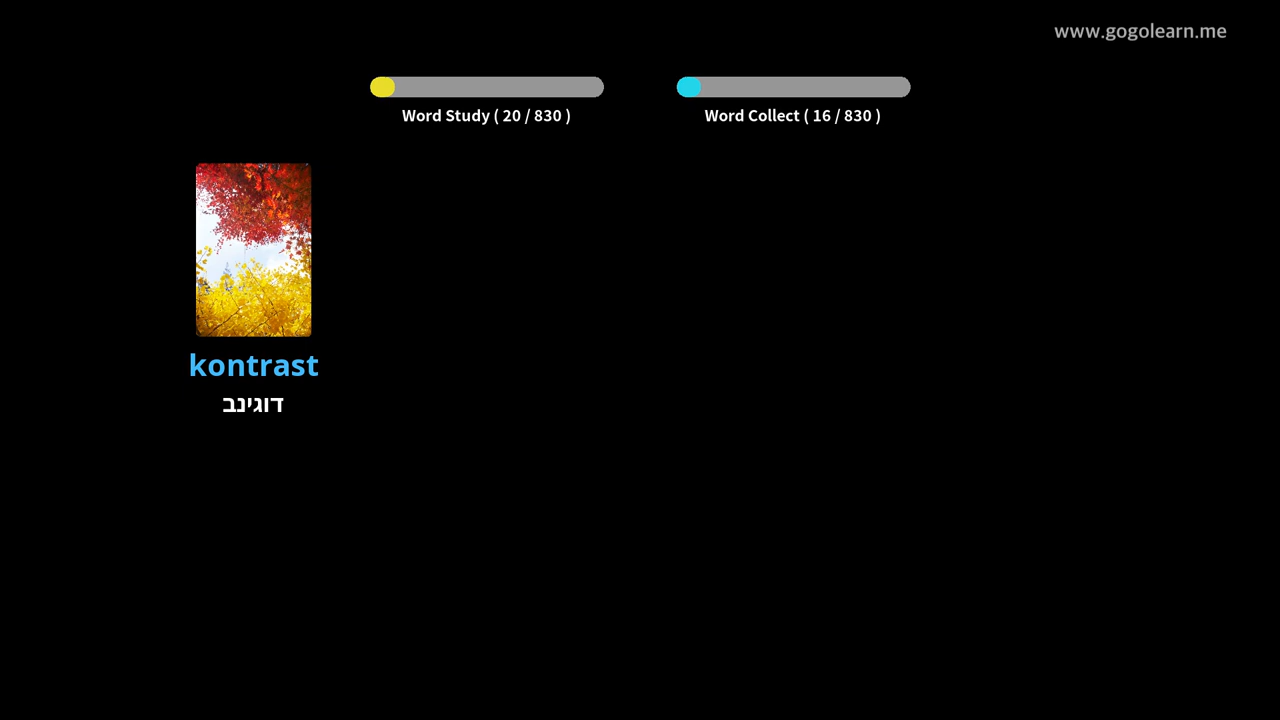 www.gogolearn.me
Word Study ( 20 / 830 )
Word Collect ( 16 / 830 )
kontrast
דוגינב